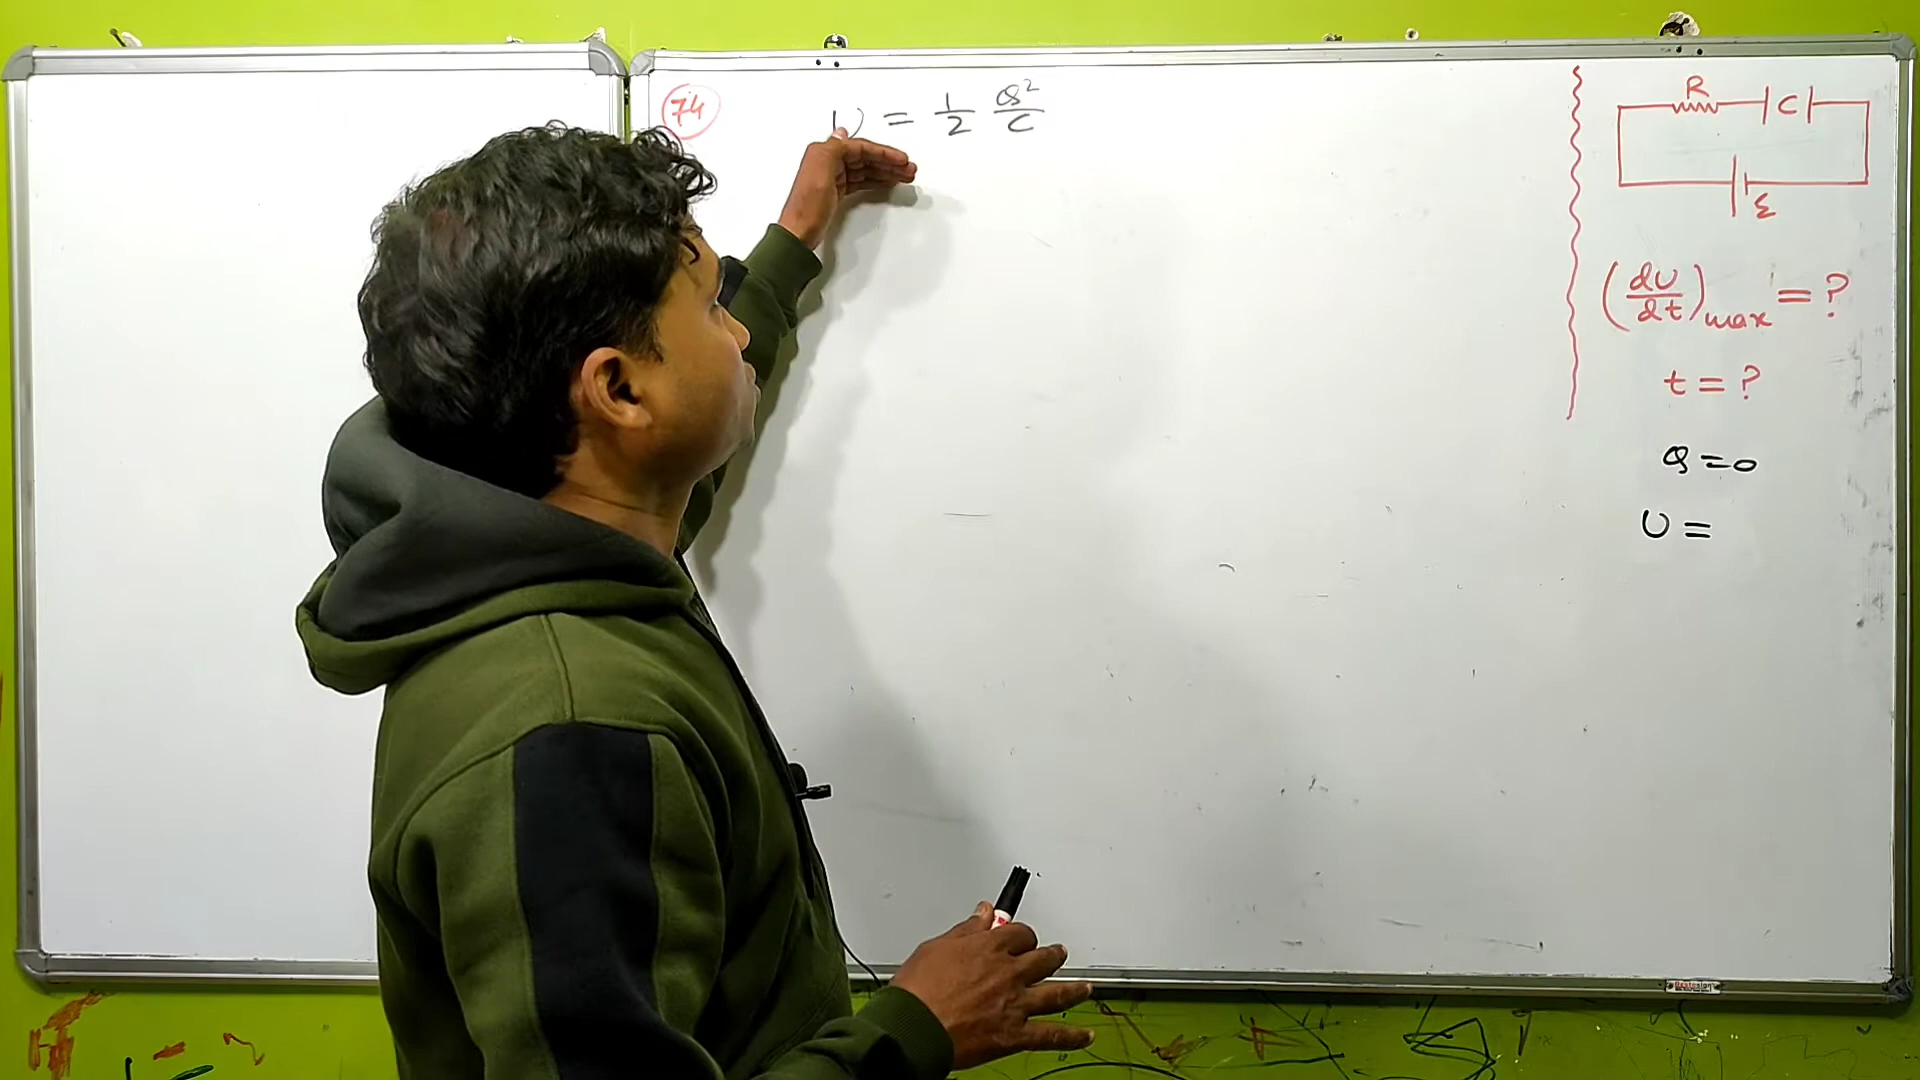 74
U = 1/2 Q²/C
R
C
ε
(dU/dt)max = ?
t = ?
Q = 0
U =